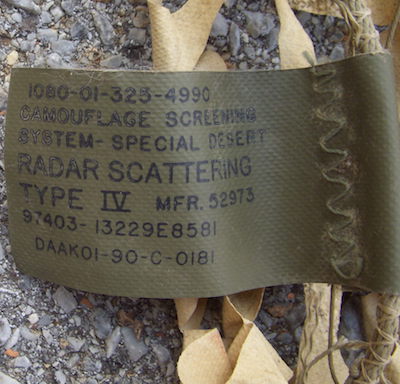 1080-01-325-4990
CAMOUFLAGE SCREENING
SYSTEM- SPECIAL DESERT
RADAR SCATTERING
TYPE IV MFR. 52973
97403-13229E8581
DAAK01-90-C-0181